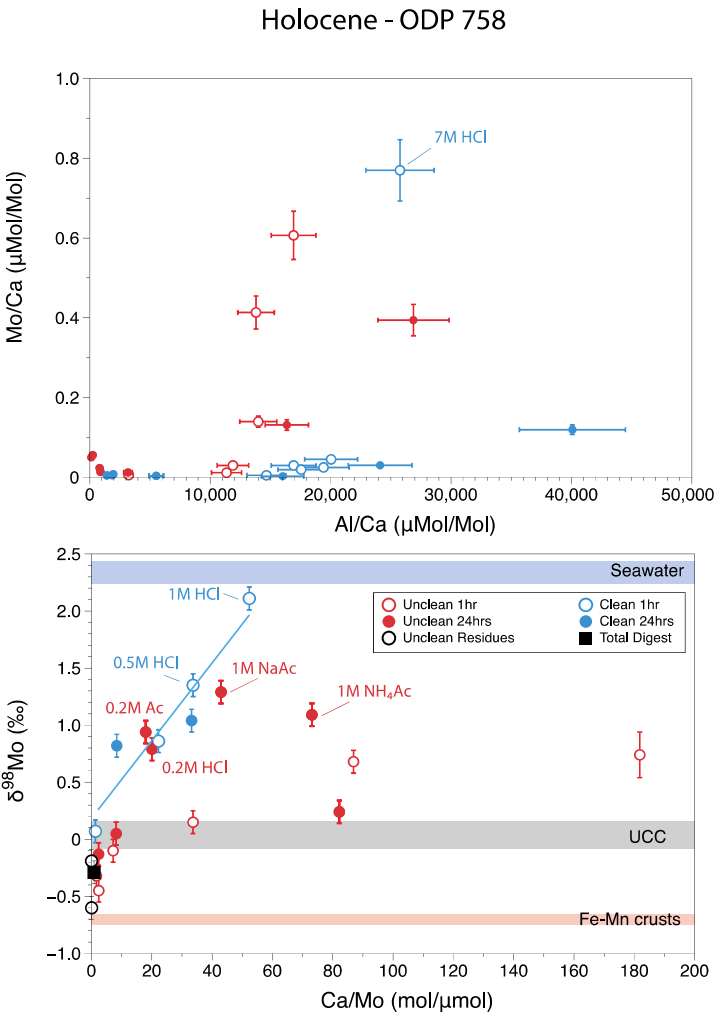 Holocene - ODP 758
1.0
0.8
0.6
0.4
0.2
0
Mo/Ca (μMol/Mol)
7M HCl
0
10,000
20,000
30,000
40,000
50,000
Al/Ca (μMol/Mol)
2.5
2.0
1.5
1.0
0.5
0
−0.5
−1.0
δ⁹⁸Mo (‰)
Seawater
Unclean 1hr
Clean 1hr
Unclean 24hrs
Clean 24hrs
Unclean Residues
Total Digest
1M HCl
0.5M HCl
1M NaAc
1M NH₄Ac
0.2M Ac
0.2M HCl
UCC
Fe-Mn crusts
0
20
40
60
80
100
120
140
160
180
200
Ca/Mo (mol/μmol)